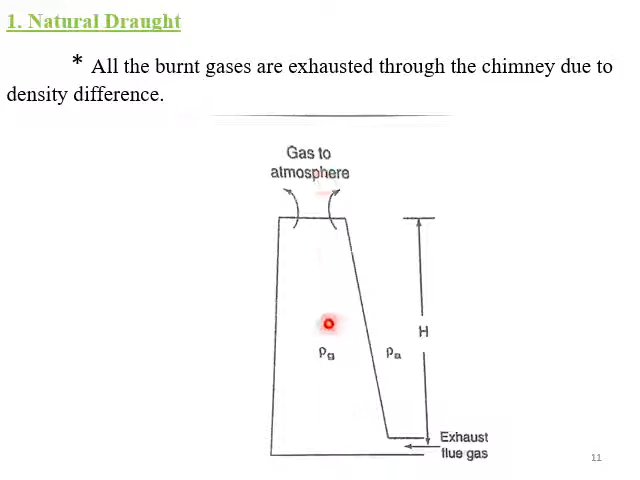 1. Natural Draught
* All the burnt gases are exhausted through the chimney due to
density difference.
Gas to
atmosphere
H
ρg
ρa
Exhaust
flue gas
11